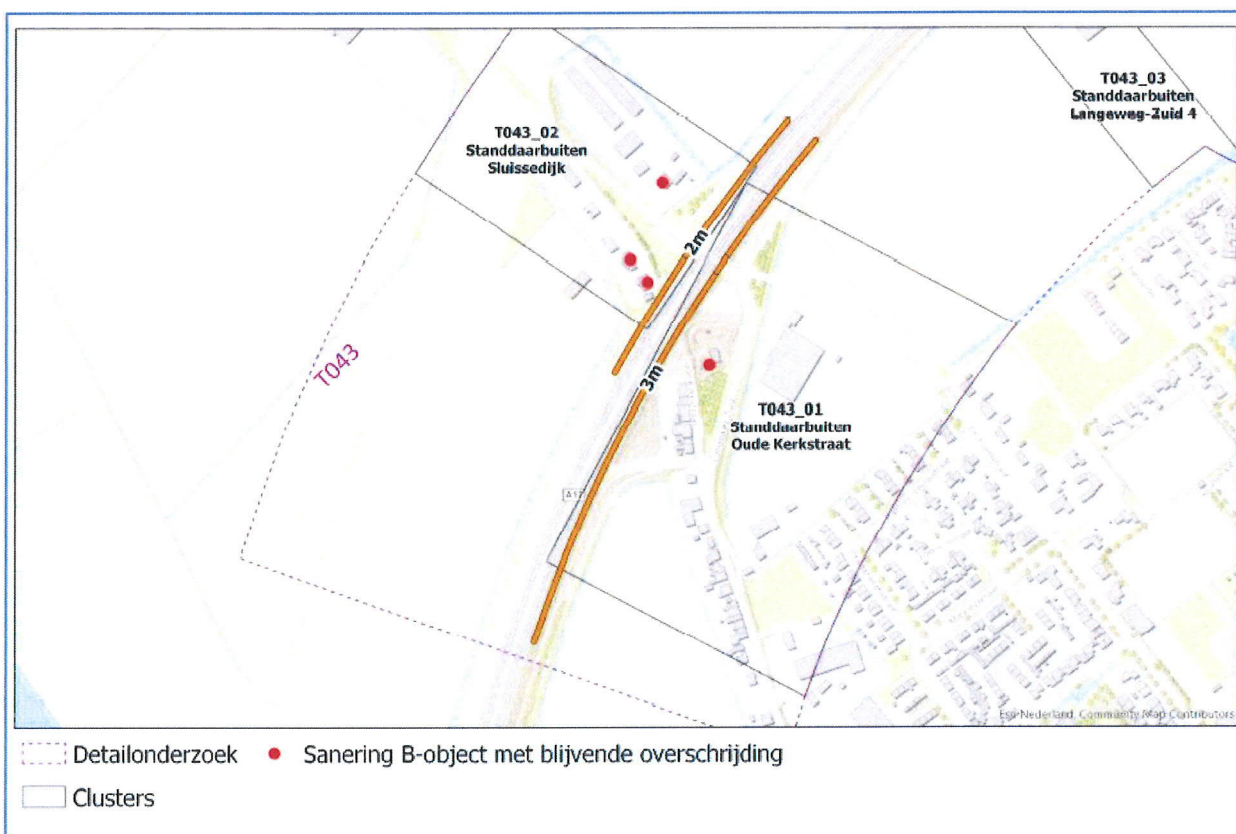 T043_03
Standdaarbuiten
Langeweg-Zuid 4
T043_02
Standdaarbuiten
Sluissedijk
2m
T043
3m
T043_01
Standdaarbuiten
Oude Kerkstraat
Esri Nederland, Community Map Contributors
Detailonderzoek
Sanering B-object met blijvende overschrijding
Clusters